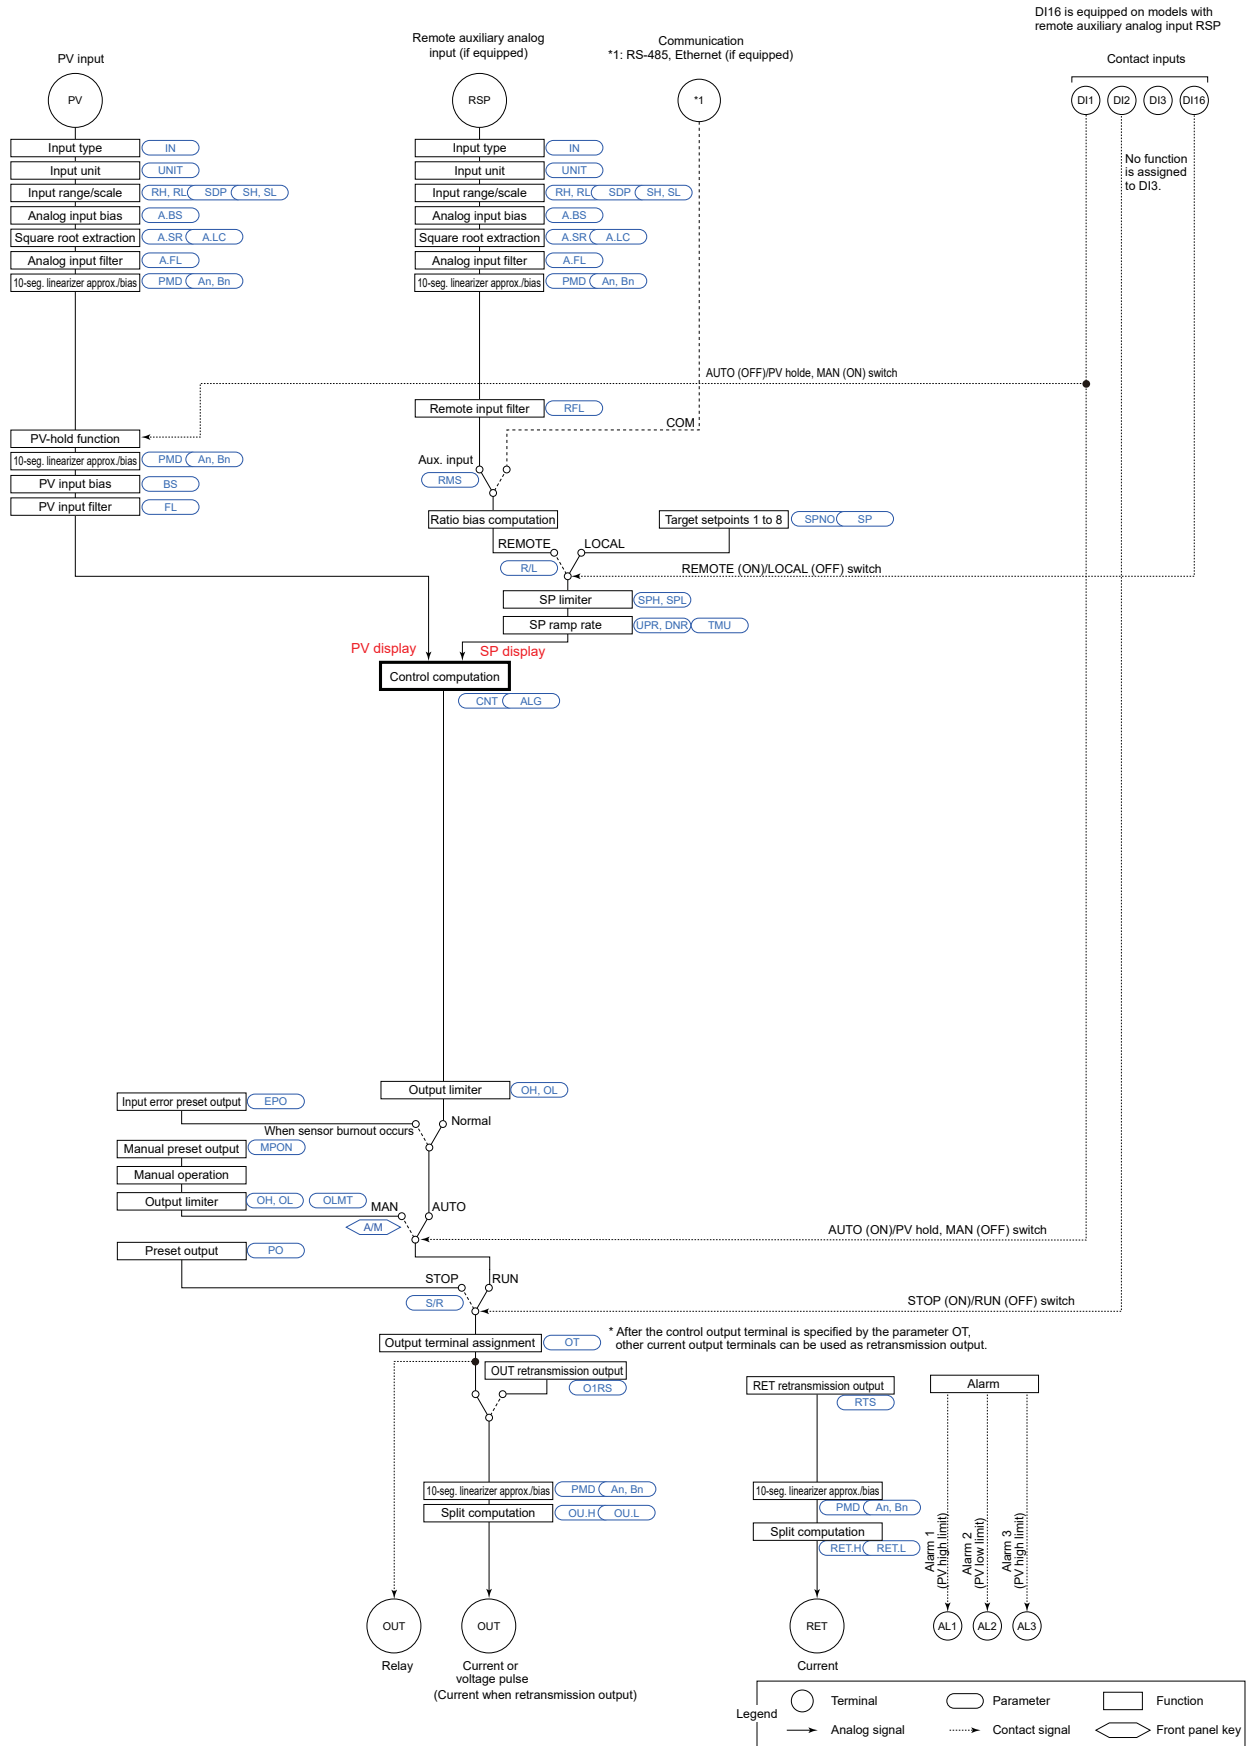 DI16 is equipped on models with
remote auxiliary analog input RSP
Remote auxiliary analog
input (if equipped)
Communication
*1: RS-485, Ethernet (if equipped)
PV input
Contact inputs
PV
RSP
*1
DI1
DI2
DI3
DI16
Input type
IN
Input type
IN
Input unit
UNIT
Input unit
UNIT
No function
is assigned
to DI3.
Input range/scale
RH, RL
SDP
SH, SL
Input range/scale
RH, RL
SDP
SH, SL
Analog input bias
A.BS
Analog input bias
A.BS
Square root extraction
A.SR
A.LC
Square root extraction
A.SR
A.LC
Analog input filter
A.FL
Analog input filter
A.FL
10-seg. linearizer approx./bias
PMD
An, Bn
10-seg. linearizer approx./bias
PMD
An, Bn
AUTO (OFF)/PV holde, MAN (ON) switch
Remote input filter
RFL
COM
PV-hold function
10-seg. linearizer approx./bias
PMD
An, Bn
Aux. input
RMS
PV input bias
BS
PV input filter
FL
Ratio bias computation
Target setpoints 1 to 8
SPNO
SP
REMOTE
LOCAL
R/L
REMOTE (ON)/LOCAL (OFF) switch
SP limiter
SPH, SPL
SP ramp rate
UPR, DNR
TMU
PV display
SP display
Control computation
CNT
ALG
Output limiter
OH, OL
Input error preset output
EPO
When sensor burnout occurs
Normal
Manual preset output
MPON
Manual operation
Output limiter
OH, OL
OLMT
MAN
AUTO
A/M
AUTO (ON)/PV hold, MAN (OFF) switch
Preset output
PO
STOP
RUN
S/R
STOP (ON)/RUN (OFF) switch
Output terminal assignment
OT
* After the control output terminal is specified by the parameter OT,
other current output terminals can be used as retransmission output.
OUT retransmission output
O1RS
RET retransmission output
RTS
Alarm
10-seg. linearizer approx./bias
PMD
An, Bn
10-seg. linearizer approx./bias
PMD
An, Bn
Split computation
OU.H
OU.L
Split computation
RET.H
RET.L
Alarm 1
(PV high limit)
Alarm 2
(PV low limit)
Alarm 3
(PV high limit)
OUT
OUT
RET
AL1
AL2
AL3
Relay
Current or
voltage pulse
(Current when retransmission output)
Current
Legend
Terminal
Parameter
Function
Analog signal
Contact signal
Front panel key